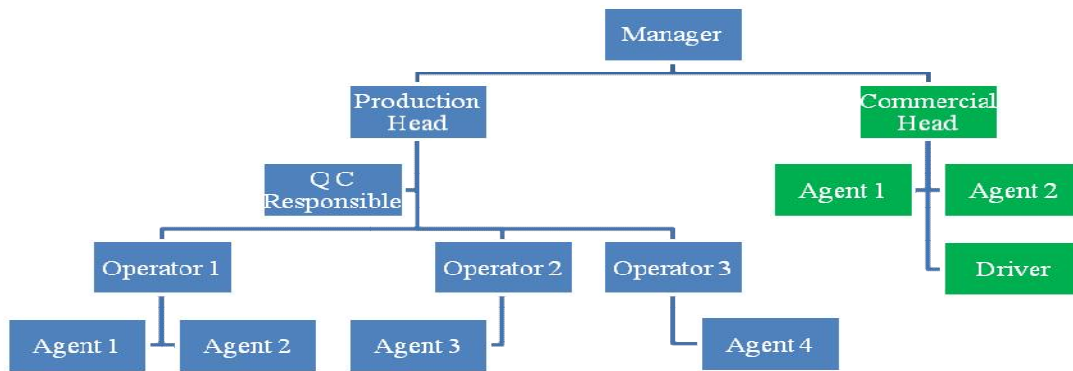 Manager
Production
Head
Commercial
Head
Q C
Responsible
Agent 1
Agent 2
Operator 1
Operator 2
Operator 3
Driver
Agent 1
Agent 2
Agent 3
Agent 4